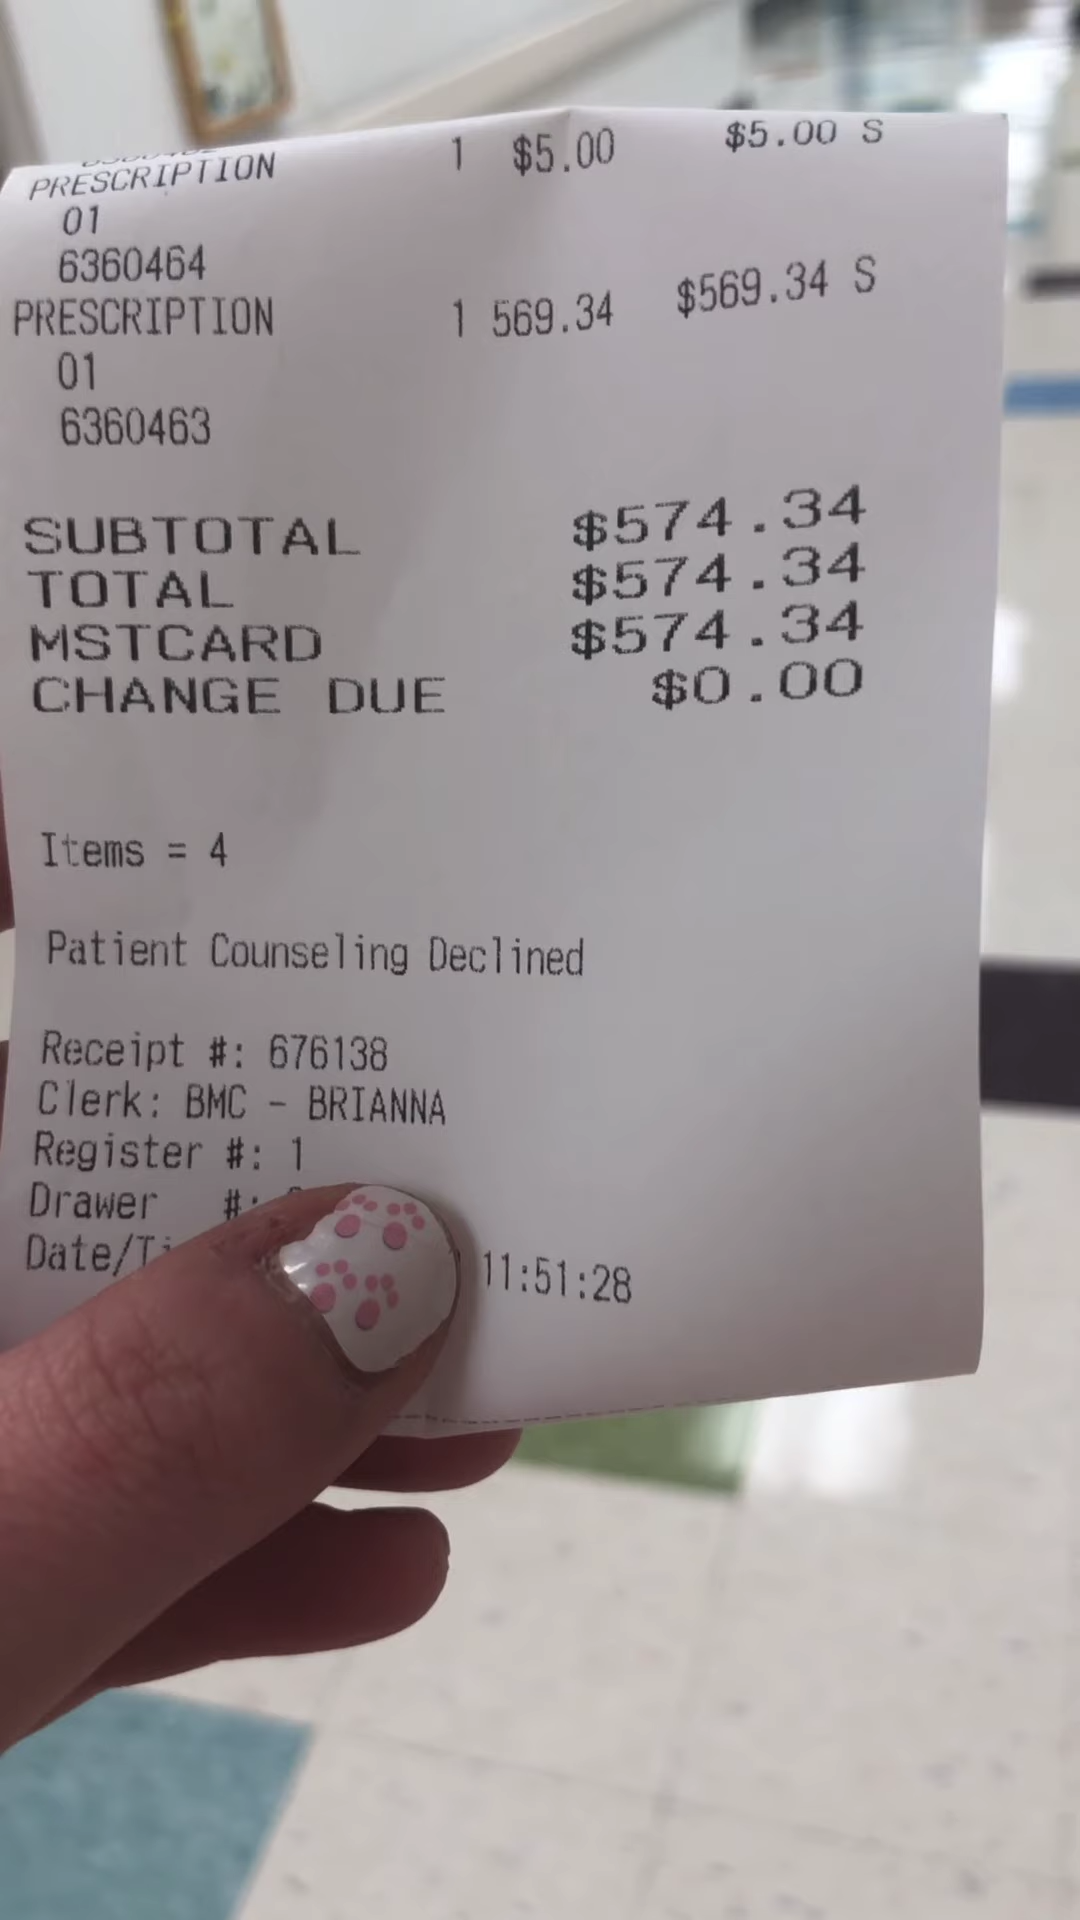 PRESCRIPTION 1 $5.00 $5.00 S
01
6360464
PRESCRIPTION 1 569.34 $569.34 S
01
6360463
SUBTOTAL $574.34
TOTAL $574.34
MSTCARD $574.34
CHANGE DUE $0.00
Items = 4
Patient Counseling Declined
Receipt #: 676138
Clerk: BMC - BRIANNA
Register #: 1
Drawer #:
Date/Ti 11:51:28